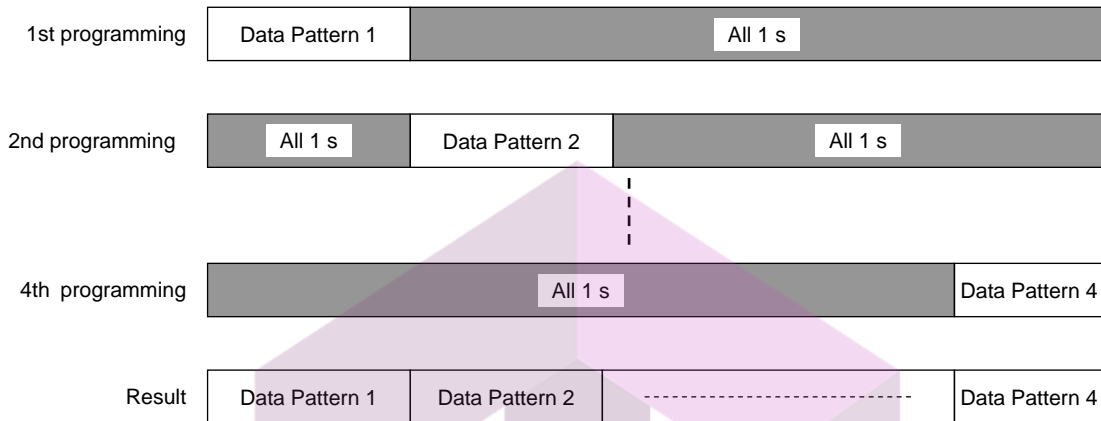 1st programming Data Pattern 1 All 1 s
2nd programming All 1 s Data Pattern 2 All 1 s
4th programming All 1 s Data Pattern 4
Result Data Pattern 1 Data Pattern 2 Data Pattern 4